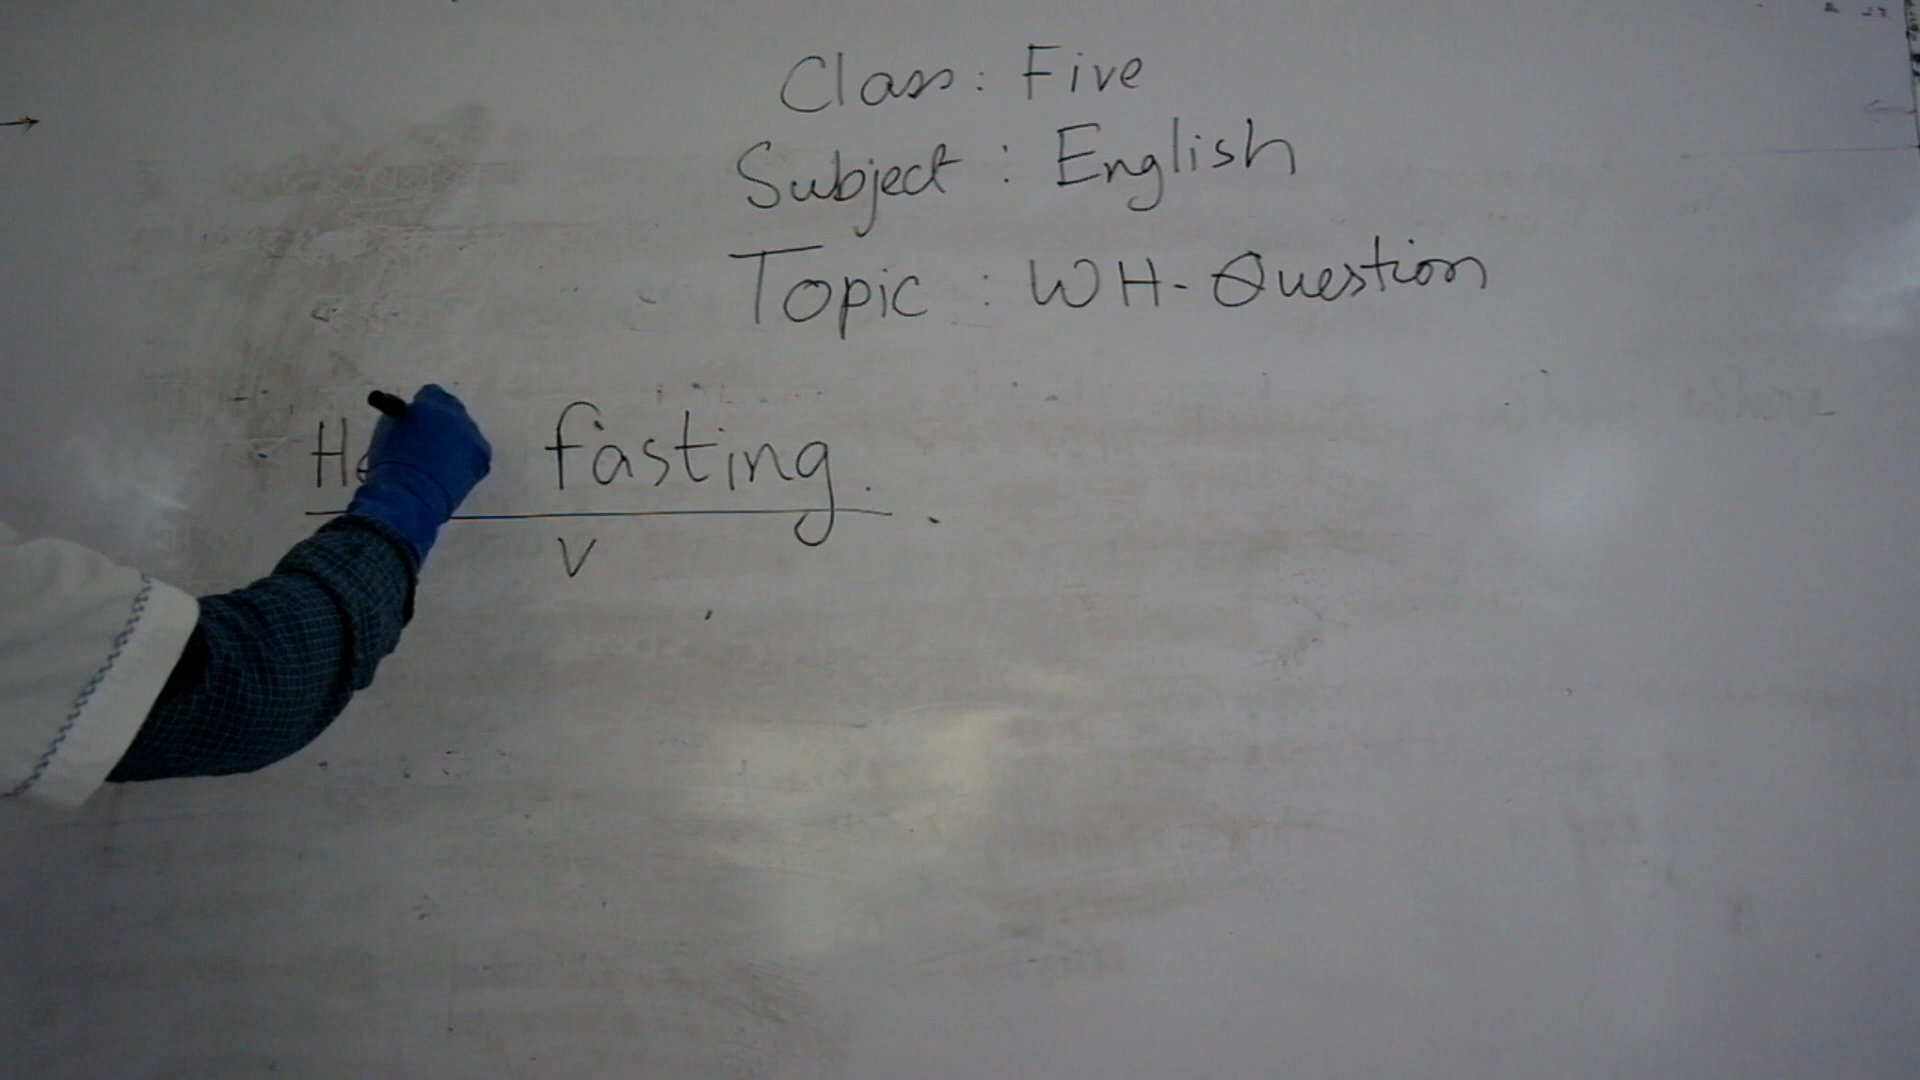 Class: Five
Subject: English
Topic: WH-Question
He fasting.
V